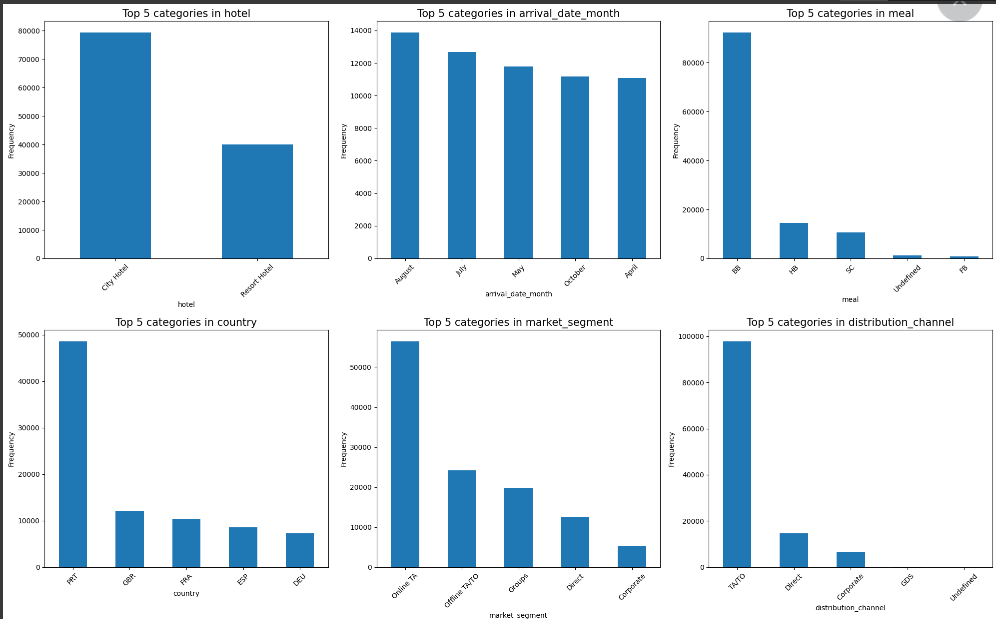 Top 5 categories in hotel
Frequency
80000
70000
60000
50000
40000
30000
20000
10000
0
City Hotel
Resort Hotel
hotel
Top 5 categories in arrival_date_month
Frequency
14000
12000
10000
8000
6000
4000
2000
0
August
July
May
October
April
arrival_date_month
Top 5 categories in meal
Frequency
80000
60000
40000
20000
0
BB
HB
SC
Undefined
FB
meal
Top 5 categories in country
Frequency
50000
40000
30000
20000
10000
0
PRT
GBR
FRA
ESP
DEU
country
Top 5 categories in market_segment
Frequency
50000
40000
30000
20000
10000
0
Online TA
Offline TA/TO
Groups
Direct
Corporate
market_segment
Top 5 categories in distribution_channel
Frequency
100000
80000
60000
40000
20000
0
TA/TO
Direct
Corporate
GDS
Undefined
distribution_channel